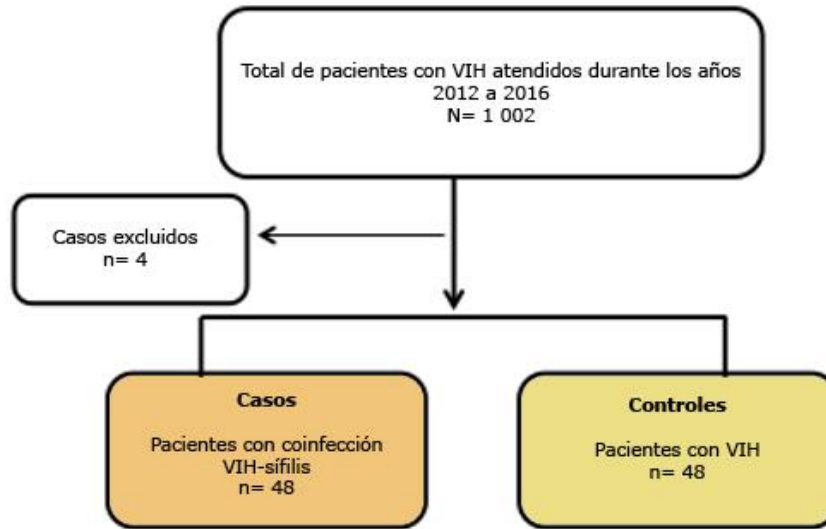 Total de pacientes con VIH atendidos durante los años
2012 a 2016
N= 1 002
Casos excluidos
n= 4
Casos
Pacientes con coinfección
VIH-sífilis
n= 48
Controles
Pacientes con VIH
n= 48